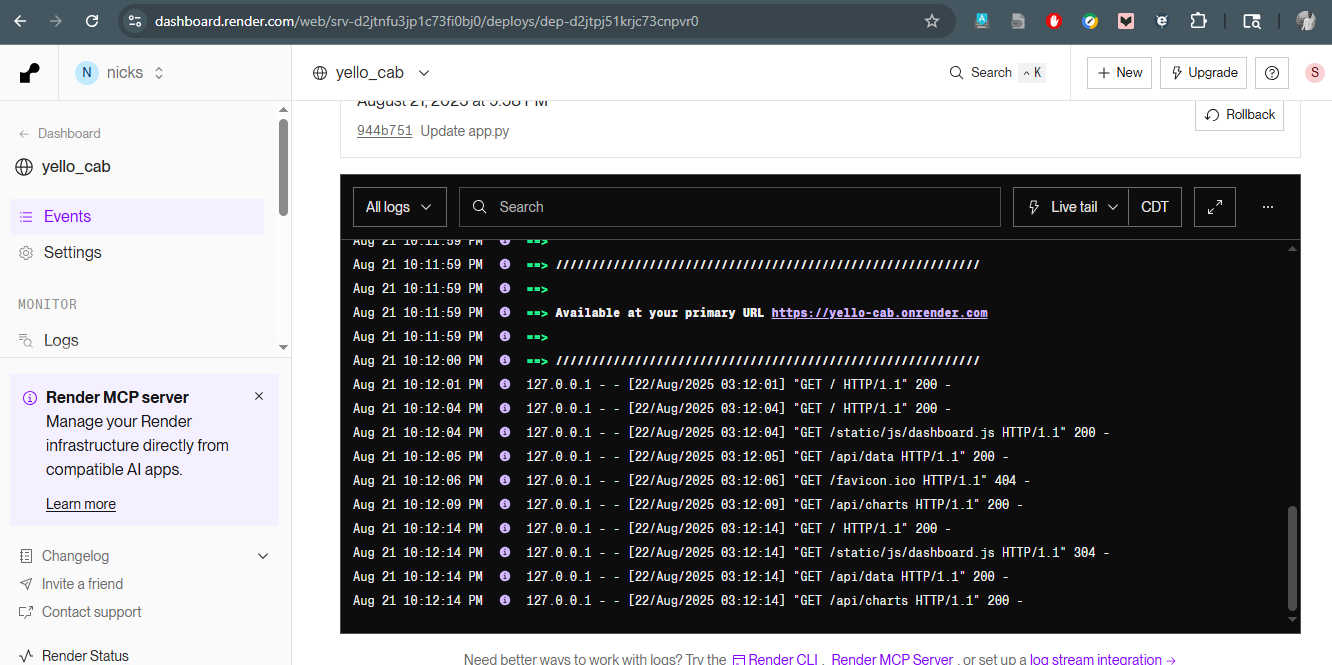 dashboard.render.com/web/srv-d2jtnfu3jp1c73fi0bj0/deploys/dep-d2jtpj51krjc73cnpvr0
N nicks
yello_cab
Search ^ K
+ New
Upgrade
S
Dashboard
yello_cab
Events
Settings
MONITOR
Logs
Render MCP server
Manage your Render
infrastructure directly from
compatible AI apps.
Learn more
Changelog
Invite a friend
Contact support
Render Status
August 21, 2025 at 9:58 PM
944b751 Update app.py
Rollback
All logs
Search
Live tail
CDT
Aug 21 10:11:59 PM ==>
Aug 21 10:11:59 PM ==> ///////////////////////////////////////////////////////////
Aug 21 10:11:59 PM ==>
Aug 21 10:11:59 PM ==> Available at your primary URL https://yello-cab.onrender.com
Aug 21 10:11:59 PM ==>
Aug 21 10:12:00 PM ==> ///////////////////////////////////////////////////////////
Aug 21 10:12:01 PM 127.0.0.1 - - [22/Aug/2025 03:12:01] "GET / HTTP/1.1" 200 -
Aug 21 10:12:04 PM 127.0.0.1 - - [22/Aug/2025 03:12:04] "GET / HTTP/1.1" 200 -
Aug 21 10:12:04 PM 127.0.0.1 - - [22/Aug/2025 03:12:04] "GET /static/js/dashboard.js HTTP/1.1" 200 -
Aug 21 10:12:05 PM 127.0.0.1 - - [22/Aug/2025 03:12:05] "GET /api/data HTTP/1.1" 200 -
Aug 21 10:12:06 PM 127.0.0.1 - - [22/Aug/2025 03:12:06] "GET /favicon.ico HTTP/1.1" 404 -
Aug 21 10:12:09 PM 127.0.0.1 - - [22/Aug/2025 03:12:09] "GET /api/charts HTTP/1.1" 200 -
Aug 21 10:12:14 PM 127.0.0.1 - - [22/Aug/2025 03:12:14] "GET / HTTP/1.1" 200 -
Aug 21 10:12:14 PM 127.0.0.1 - - [22/Aug/2025 03:12:14] "GET /static/js/dashboard.js HTTP/1.1" 304 -
Aug 21 10:12:14 PM 127.0.0.1 - - [22/Aug/2025 03:12:14] "GET /api/data HTTP/1.1" 200 -
Aug 21 10:12:14 PM 127.0.0.1 - - [22/Aug/2025 03:12:14] "GET /api/charts HTTP/1.1" 200 -
Need better ways to work with logs? Try the Render CLI , Render MCP Server , or set up a log stream integration →